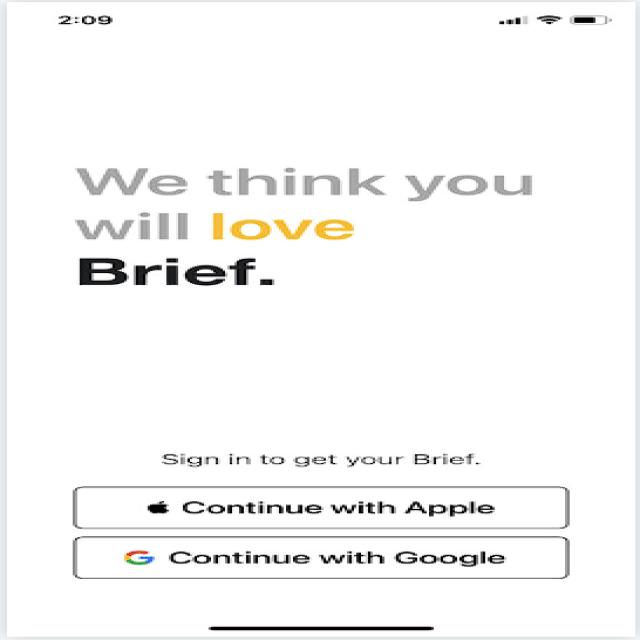 2:09
We think you
will love
Brief.
Sign in to get your Brief.
Continue with Apple
Continue with Google